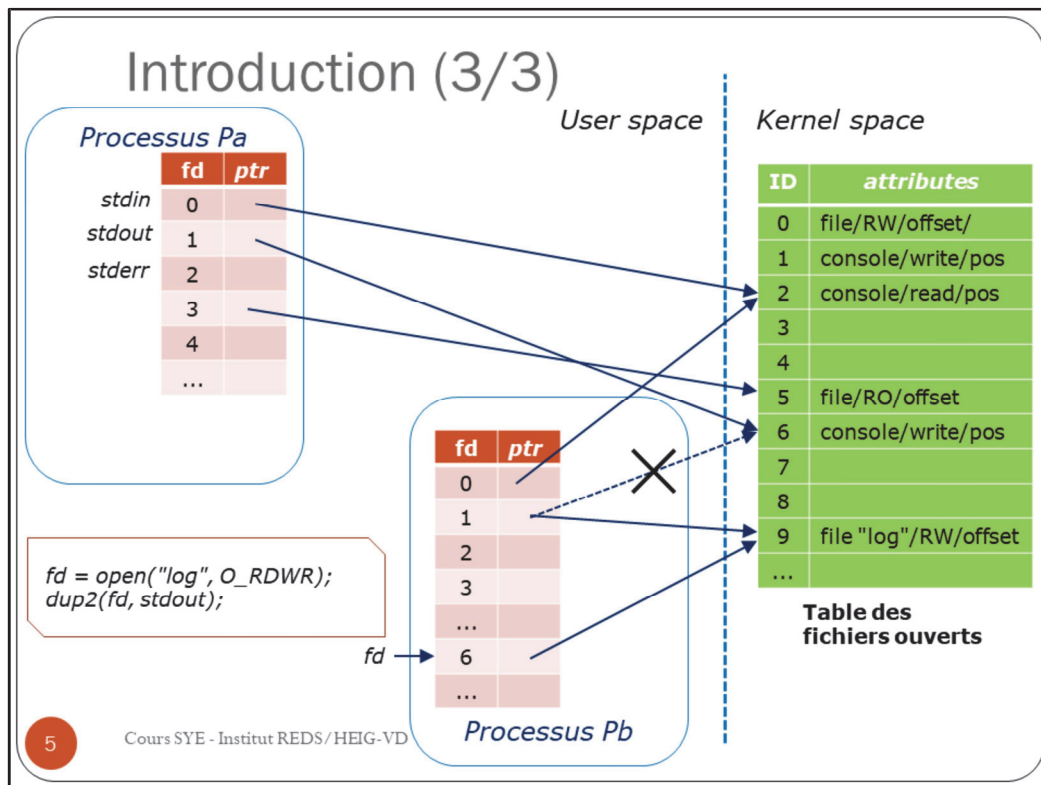 Introduction (3/3)
User space
Kernel space
Processus Pa
fd ptr
stdin 0
stdout 1
stderr 2
3
4
...
ID attributes
0 file/RW/offset/
1 console/write/pos
2 console/read/pos
3
4
5 file/RO/offset
6 console/write/pos
7
8
9 file "log"/RW/offset
...
Table des
fichiers ouverts
fd ptr
0
1
2
3
...
fd 6
...
Processus Pb
fd = open("log", O_RDWR);
dup2(fd, stdout);
5
Cours SYE - Institut REDS/HEIG-VD